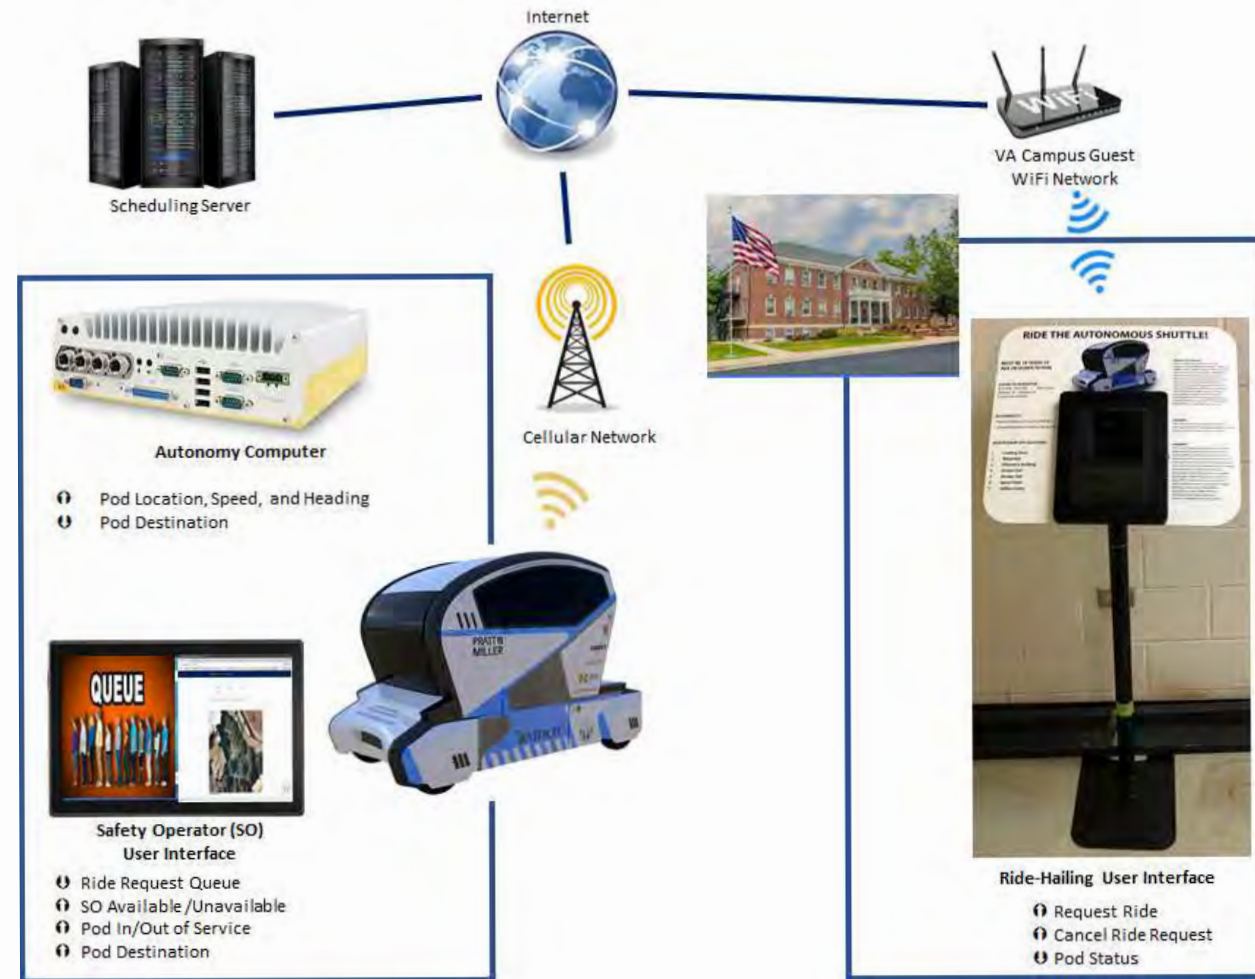 Internet
WiFi
Scheduling Server
VA Campus Guest
WiFi Network
Cellular Network
Autonomy Computer
Pod Location, Speed, and Heading
Pod Destination
PRATT
MILLER
QUEUE
Safety Operator (SO)
User Interface
Ride Request Queue
SO Available/Unavailable
Pod In/Out of Service
Pod Destination
RIDE THE AUTONOMOUS SHUTTLE!
Ride-Hailing User Interface
Request Ride
Cancel Ride Request
Pod Status